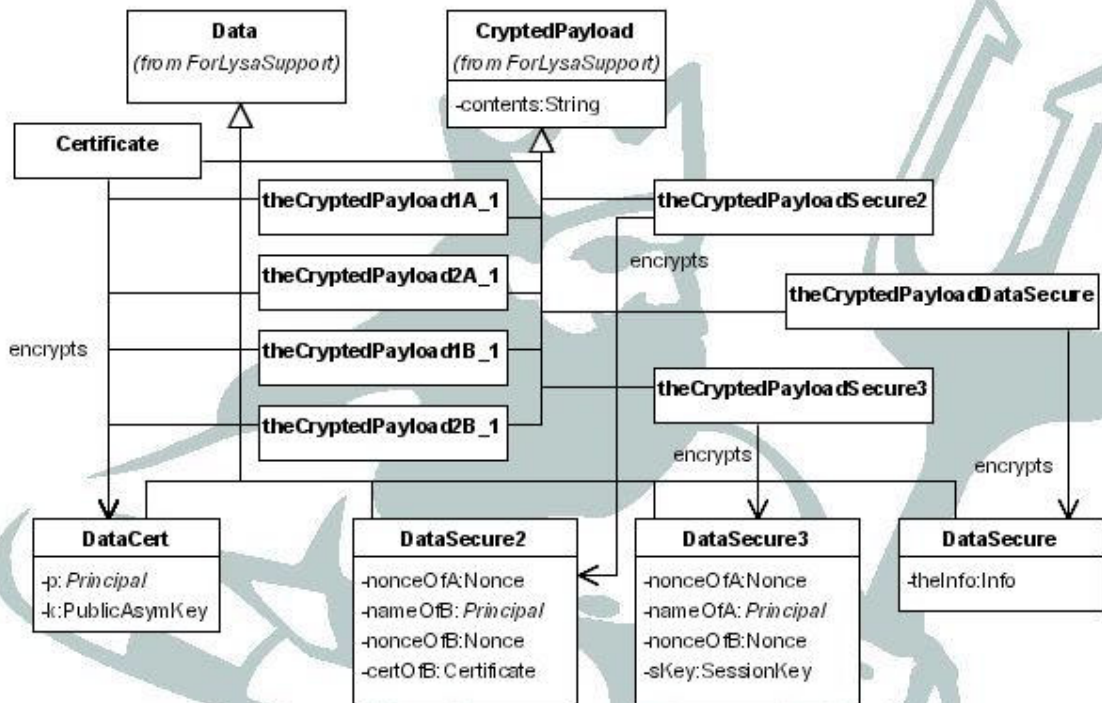 Data
(from ForLysaSupport)
CryptedPayload
(from ForLysaSupport)
-contents:String
Certificate
theCryptedPayload1A_1
theCryptedPayloadSecure2
encrypts
theCryptedPayload2A_1
theCryptedPayloadDataSecure
encrypts
theCryptedPayload1B_1
theCryptedPayloadSecure3
theCryptedPayload2B_1
encrypts
encrypts
DataCert
-p: Principal
-k:PublicAsymKey
DataSecure2
-nonceOfA:Nonce
-nameOfB: Principal
-nonceOfB:Nonce
-certOfB:Certificate
DataSecure3
-nonceOfA:Nonce
-nameOfA: Principal
-nonceOfB:Nonce
-sKey:SessionKey
DataSecure
-theInfo:Info